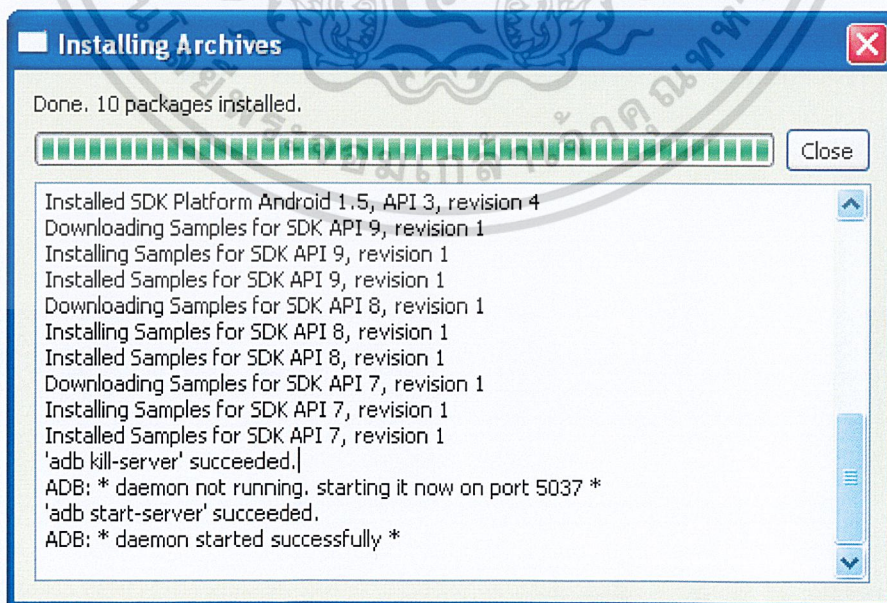 Installing Archives
Done. 10 packages installed.
Close
Installed SDK Platform Android 1.5, API 3, revision 4
Downloading Samples for SDK API 9, revision 1
Installing Samples for SDK API 9, revision 1
Installed Samples for SDK API 9, revision 1
Downloading Samples for SDK API 8, revision 1
Installing Samples for SDK API 8, revision 1
Installed Samples for SDK API 8, revision 1
Downloading Samples for SDK API 7, revision 1
Installing Samples for SDK API 7, revision 1
Installed Samples for SDK API 7, revision 1
'adb kill-server' succeeded.
ADB: * daemon not running. starting it now on port 5037 *
'adb start-server' succeeded.
ADB: * daemon started successfully *